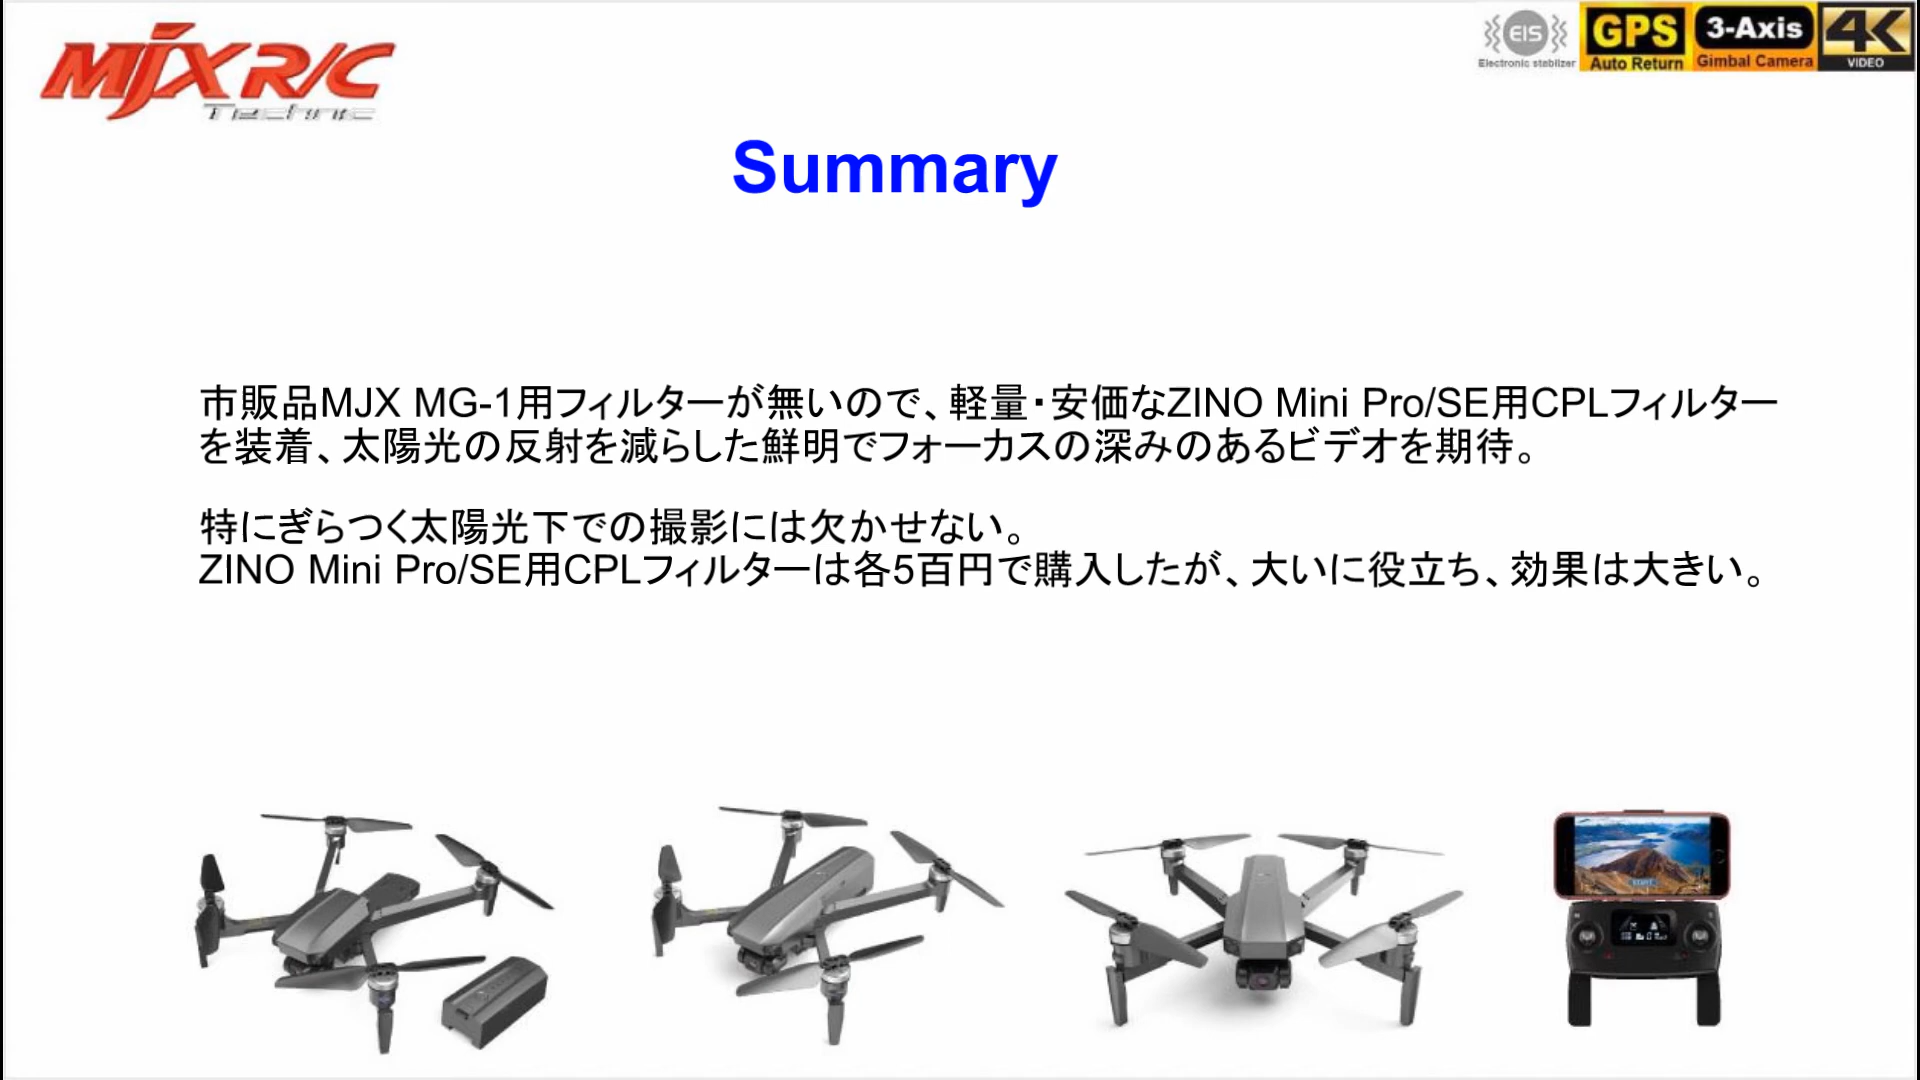 MJX R/C
Technic
EIS
Electronic stablizer
GPS
Auto Return
3-Axis
Gimbal Camera
4K
VIDEO
Summary
市販品MJX MG-1用フィルターが無いので、軽量・安価なZINO Mini Pro/SE用CPLフィルター
を装着、太陽光の反射を減らした鮮明でフォーカスの深みのあるビデオを期待。
特にぎらつく太陽光下での撮影には欠かせない。
ZINO Mini Pro/SE用CPLフィルターは各5百円で購入したが、大いに役立ち、効果は大きい。